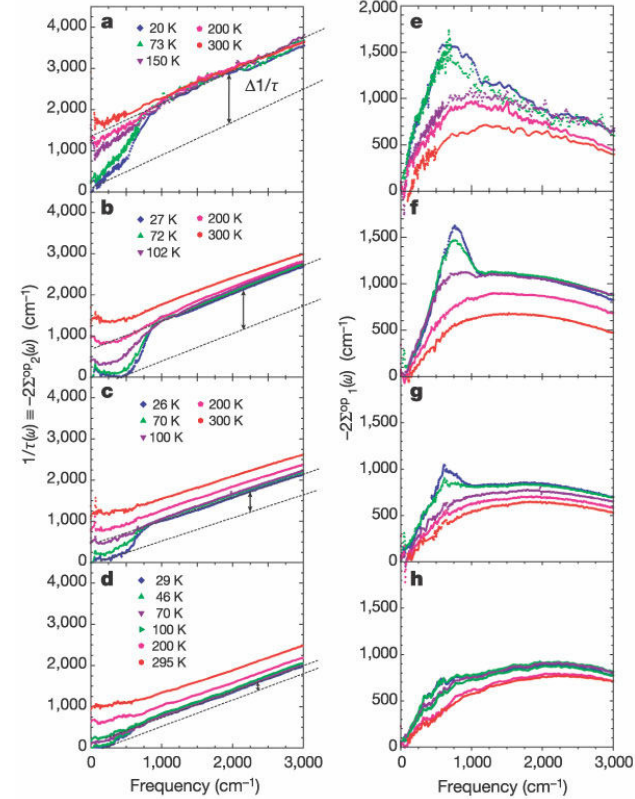 a
20 K 200 K
73 K 300 K
150 K
Δ1/τ
4,000
3,000
2,000
1,000
0
b
27 K 200 K
72 K 300 K
102 K
4,000
3,000
2,000
1,000
0
c
26 K 200 K
70 K 300 K
100 K
4,000
3,000
2,000
1,000
0
d
29 K
46 K
70 K
100 K
200 K
295 K
4,000
3,000
2,000
1,000
0
0 1,000 2,000 3,000
Frequency (cm⁻¹)
1/τ(ω) ≡ −2Σᵒᵖ₂(ω) (cm⁻¹)
e
2,000
1,500
1,000
500
0
f
1,500
1,000
500
0
g
1,500
1,000
500
0
h
1,500
1,000
500
0
0 1,000 2,000 3,000
Frequency (cm⁻¹)
−2Σᵒᵖ₁(ω) (cm⁻¹)